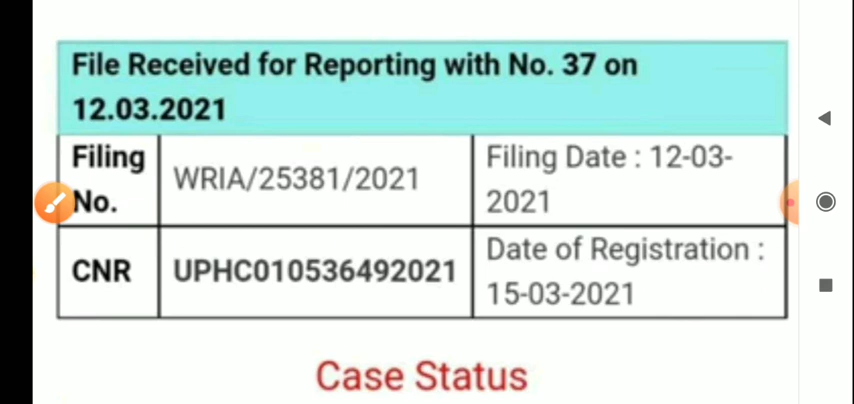 File Received for Reporting with No. 37 on
12.03.2021
Filing
No.
WRIA/25381/2021
Filing Date : 12-03-
2021
CNR
UPHC010536492021
Date of Registration :
15-03-2021
Case Status